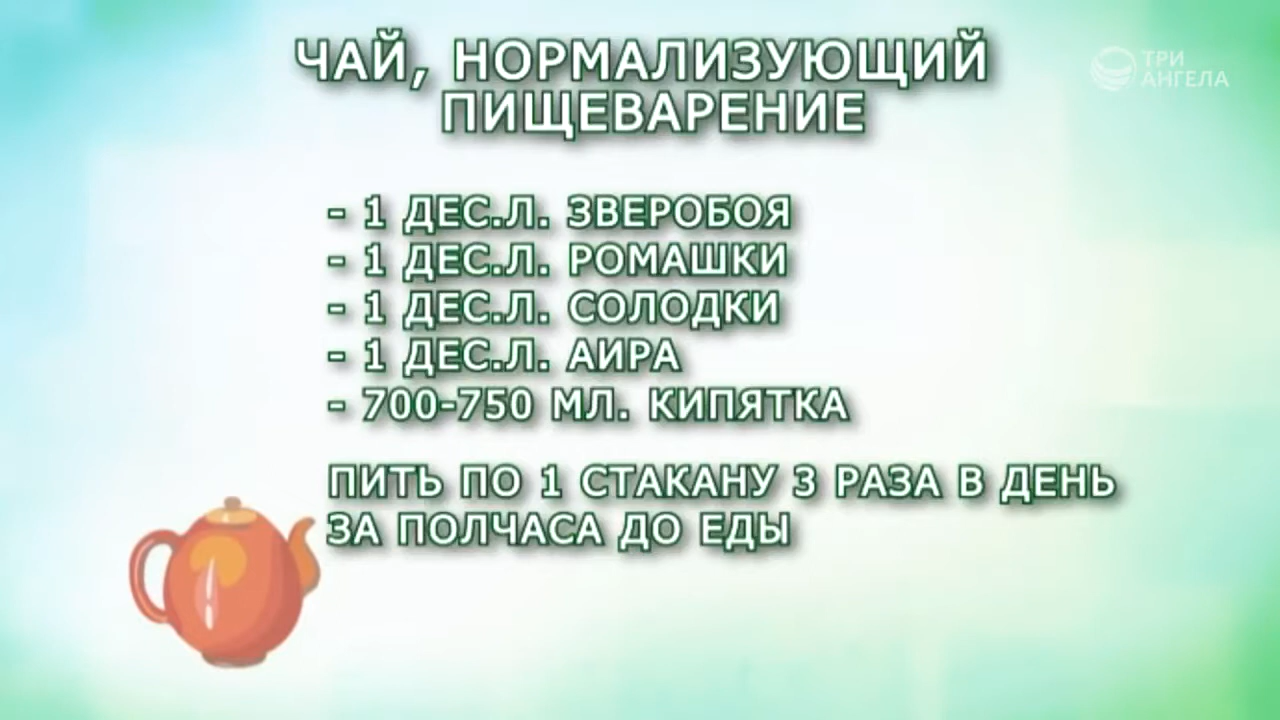 ЧАЙ, НОРМАЛИЗУЮЩИЙ
ПИЩЕВАРЕНИЕ
ТРИ
АНГЕЛА
- 1 ДЕС.Л. ЗВЕРОБОЯ
- 1 ДЕС.Л. РОМАШКИ
- 1 ДЕС.Л. СОЛОДКИ
- 1 ДЕС.Л. АИРА
- 700-750 МЛ. КИПЯТКА
ПИТЬ ПО 1 СТАКАНУ 3 РАЗА В ДЕНЬ
ЗА ПОЛЧАСА ДО ЕДЫ